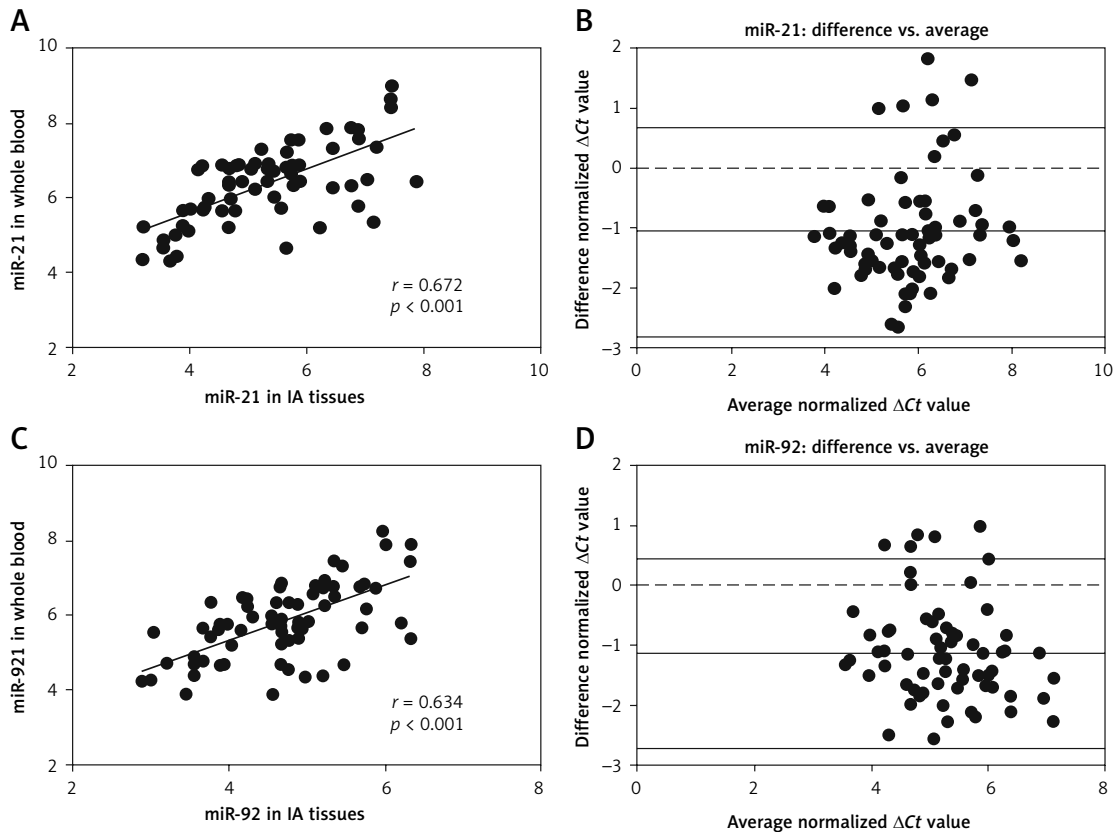 A
miR-21 in whole blood
10
8
6
4
2
r = 0.672
p < 0.001
2 4 6 8 10
miR-21 in IA tissues
B
miR-21: difference vs. average
Difference normalized ΔCt value
2
1
0
−1
−2
−3
0 2 4 6 8 10
Average normalized ΔCt value
C
miR-921 in whole blood
10
8
6
4
2
r = 0.634
p < 0.001
2 4 6 8
miR-92 in IA tissues
D
miR-92: difference vs. average
Difference normalized ΔCt value
2
1
0
−1
−2
−3
0 2 4 6 8
Average normalized ΔCt value